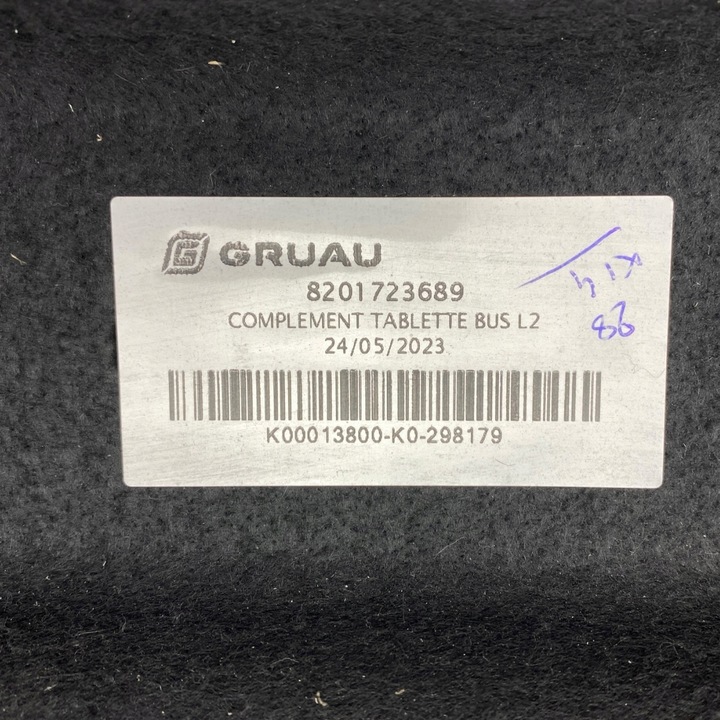 GRUAU
8201723689
COMPLEMENT TABLETTE BUS L2
24/05/2023
K00013800-K0-298179